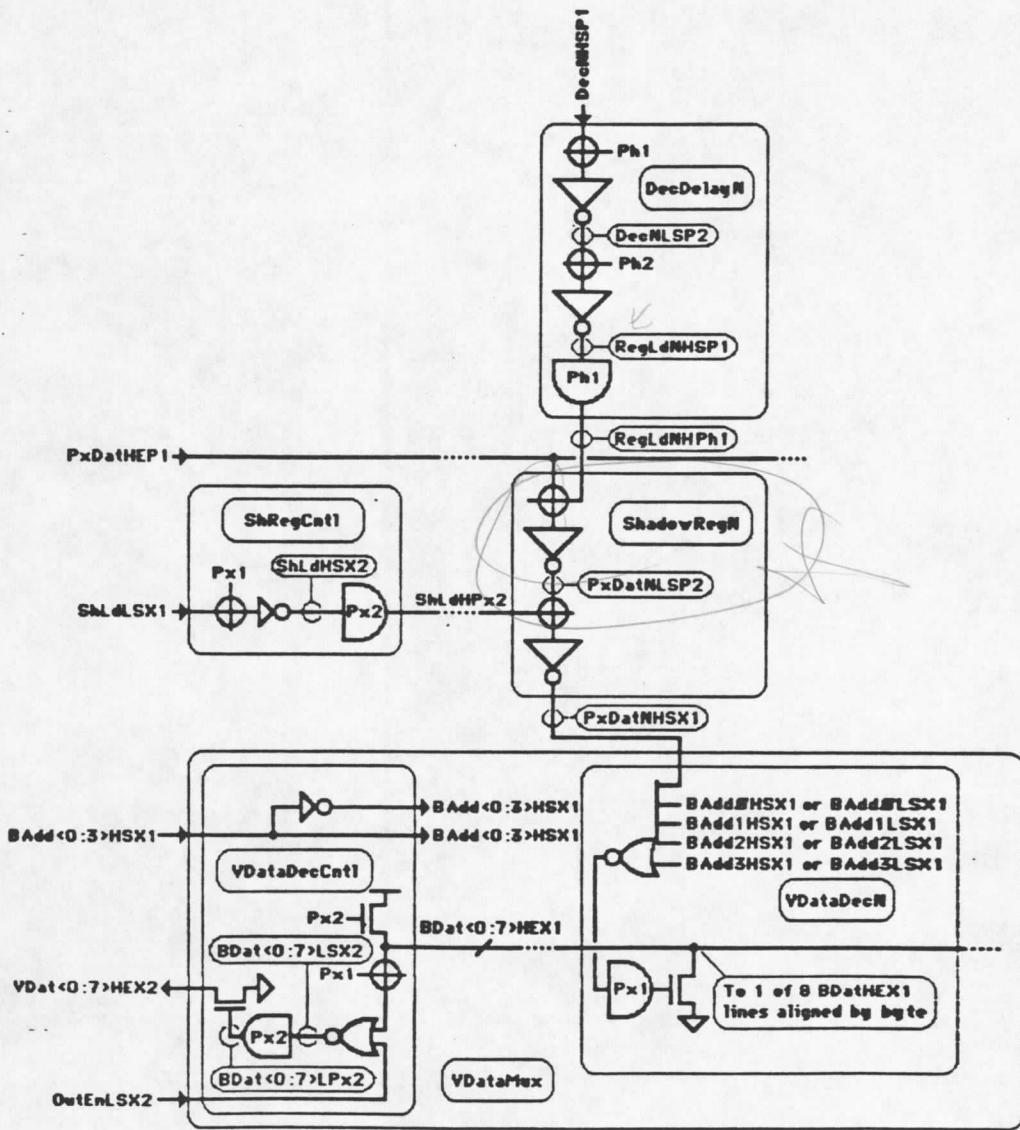 DecNHSP1
Ph1
DecDelayN
DecNLSP2
Ph2
RegLdNHSP1
Ph1
RegLdNHPh1
PxDatHEP1
ShRegCntl
ShadowRegN
Px1
ShLdHSX2
PxDatNLSP2
ShLdLSX1
Px2
ShLdHPx2
PxDatNHSX1
BAdd<0:3>HSX1
BAdd0HSX1 or BAdd0LSX1
BAdd<0:3>HSX1
BAdd<0:3>HSX1
BAdd1HSX1 or BAdd1LSX1
BAdd2HSX1 or BAdd2LSX1
BAdd3HSX1 or BAdd3LSX1
VDataDecCntl
VDataDecN
Px2
BDat<0:7>HEX1
BDat<0:7>LSX2
Px1
VDat<0:7>HEX2
Px1
To 1 of 8 BDatHEX1
lines aligned by byte
Px2
BDat<0:7>LPx2
VDataMux
OutEnLSX2